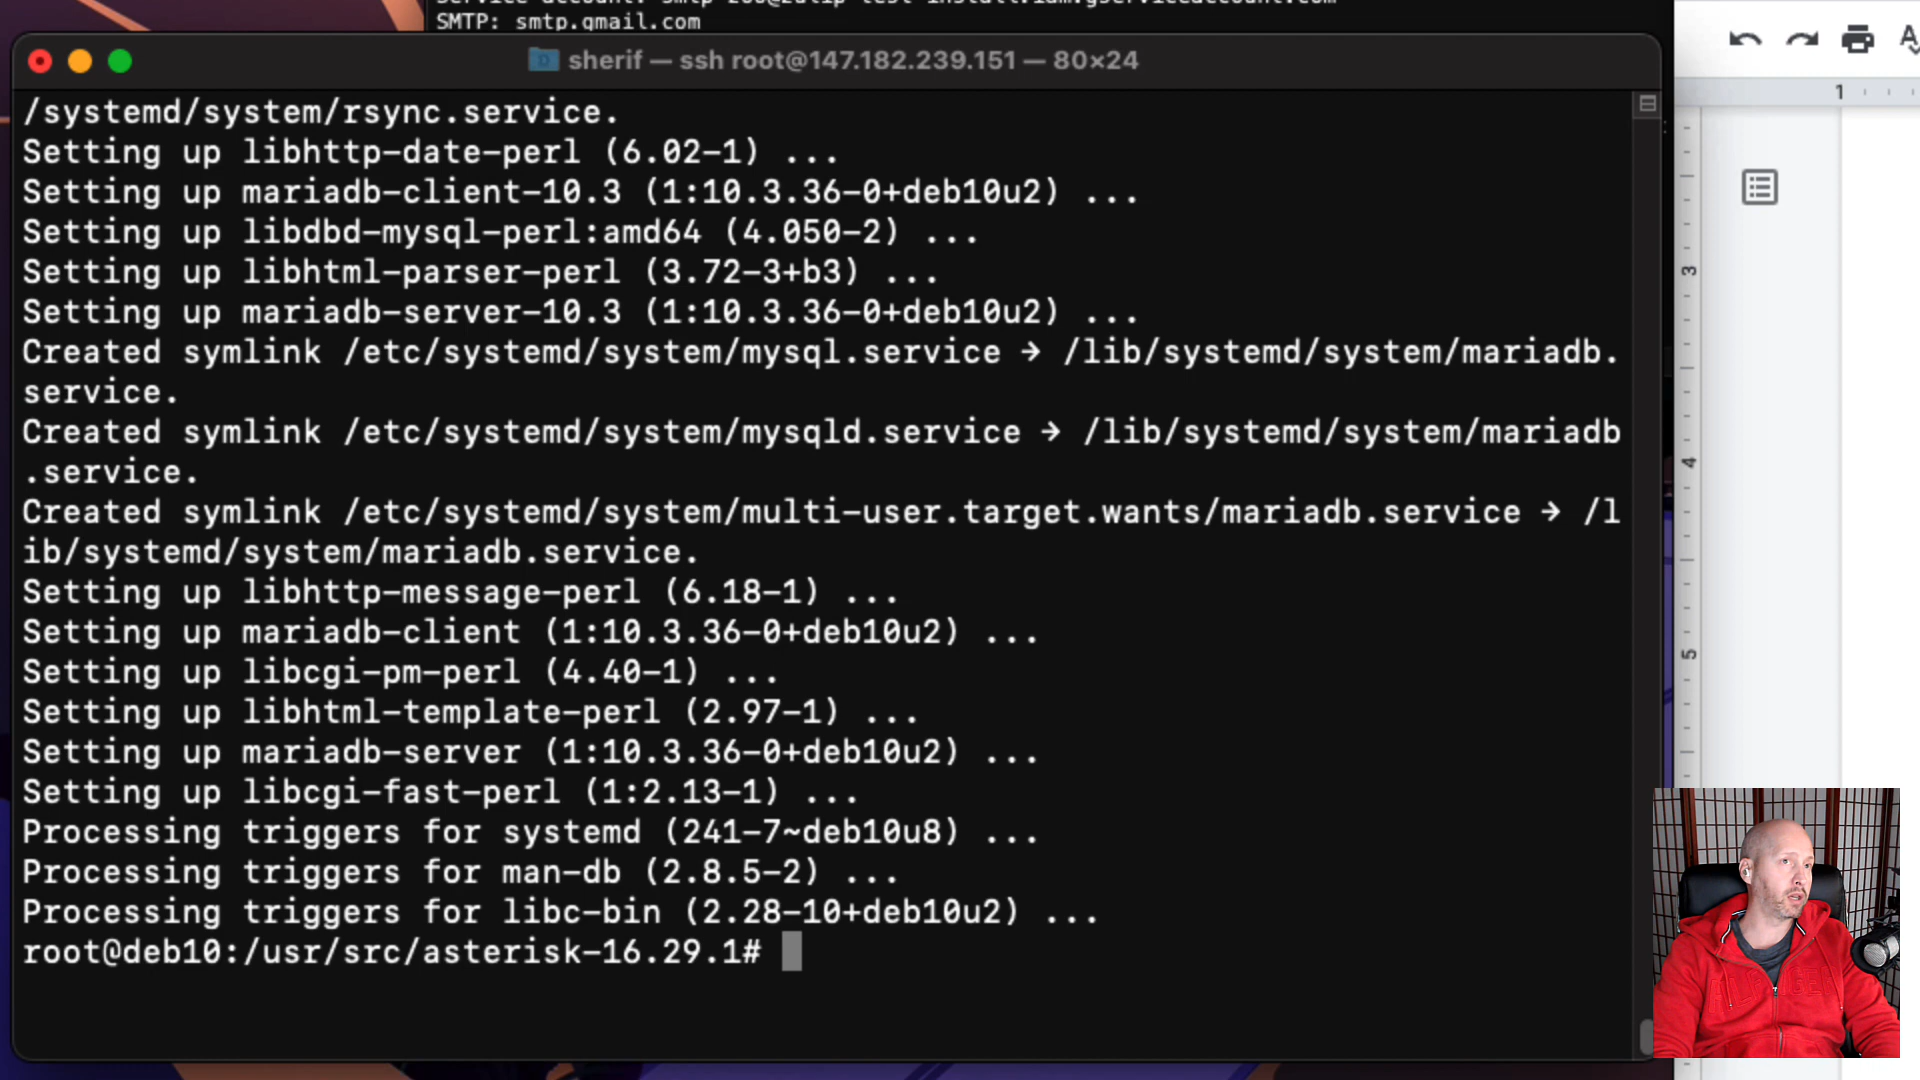 SMTP: smtp.gmail.com
sherif — ssh root@147.182.239.151 — 80×24
/systemd/system/rsync.service.
Setting up libhttp-date-perl (6.02-1) ...
Setting up mariadb-client-10.3 (1:10.3.36-0+deb10u2) ...
Setting up libdbd-mysql-perl:amd64 (4.050-2) ...
Setting up libhtml-parser-perl (3.72-3+b3) ...
Setting up mariadb-server-10.3 (1:10.3.36-0+deb10u2) ...
Created symlink /etc/systemd/system/mysql.service → /lib/systemd/system/mariadb.
service.
Created symlink /etc/systemd/system/mysqld.service → /lib/systemd/system/mariadb
.service.
Created symlink /etc/systemd/system/multi-user.target.wants/mariadb.service → /l
ib/systemd/system/mariadb.service.
Setting up libhttp-message-perl (6.18-1) ...
Setting up mariadb-client (1:10.3.36-0+deb10u2) ...
Setting up libcgi-pm-perl (4.40-1) ...
Setting up libhtml-template-perl (2.97-1) ...
Setting up mariadb-server (1:10.3.36-0+deb10u2) ...
Setting up libcgi-fast-perl (1:2.13-1) ...
Processing triggers for systemd (241-7~deb10u8) ...
Processing triggers for man-db (2.8.5-2) ...
Processing triggers for libc-bin (2.28-10+deb10u2) ...
root@deb10:/usr/src/asterisk-16.29.1#
1
3
4
5